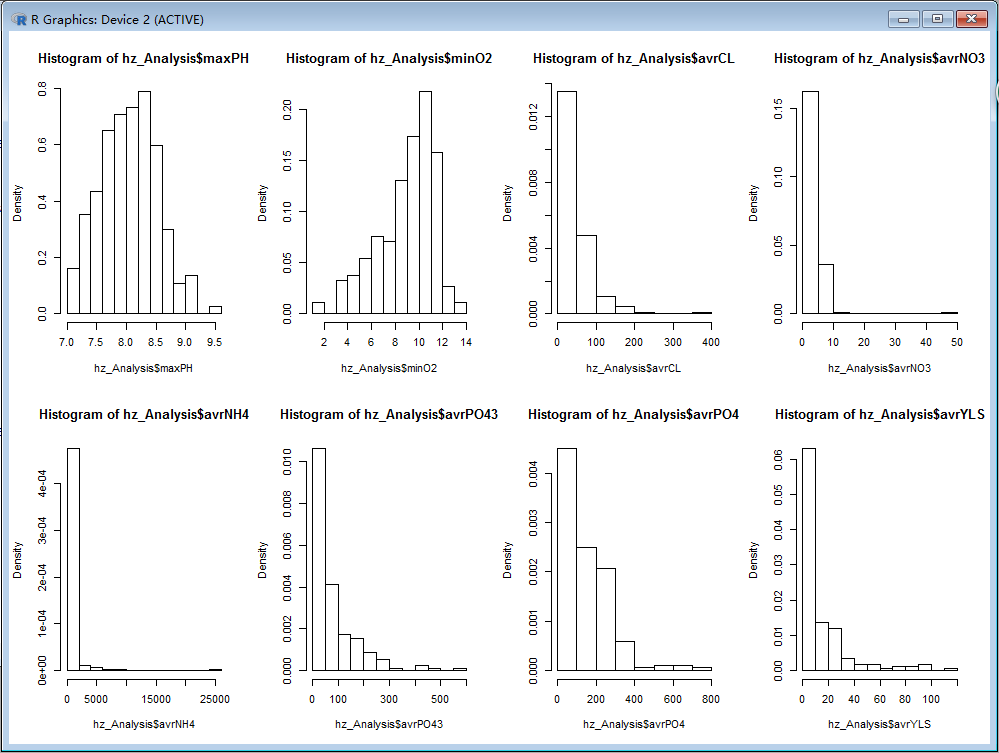 R Graphics: Device 2 (ACTIVE)
Histogram of hz_Analysis$maxPH
Density
0.0 0.2 0.4 0.6 0.8
7.0 7.5 8.0 8.5 9.0 9.5
hz_Analysis$maxPH
Histogram of hz_Analysis$minO2
Density
0.00 0.05 0.10 0.15 0.20
2 4 6 8 10 12 14
hz_Analysis$minO2
Histogram of hz_Analysis$avrCL
Density
0.000 0.004 0.008 0.012
0 100 200 300 400
hz_Analysis$avrCL
Histogram of hz_Analysis$avrNO3
Density
0.00 0.05 0.10 0.15
0 10 20 30 40 50
hz_Analysis$avrNO3
Histogram of hz_Analysis$avrNH4
Density
0e+00 1e-04 2e-04 3e-04 4e-04
0 5000 15000 25000
hz_Analysis$avrNH4
Histogram of hz_Analysis$avrPO43
Density
0.000 0.002 0.004 0.006 0.008 0.010
0 100 300 500
hz_Analysis$avrPO43
Histogram of hz_Analysis$avrPO4
Density
0.000 0.001 0.002 0.003 0.004
0 200 400 600 800
hz_Analysis$avrPO4
Histogram of hz_Analysis$avrYLS
Density
0.00 0.01 0.02 0.03 0.04 0.05 0.06
0 20 40 60 80 100
hz_Analysis$avrYLS